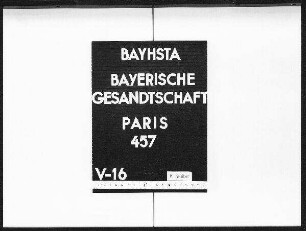 BAYHSTA
BAYERISCHE
GESANDTSCHAFT
PARIS
457
V-16